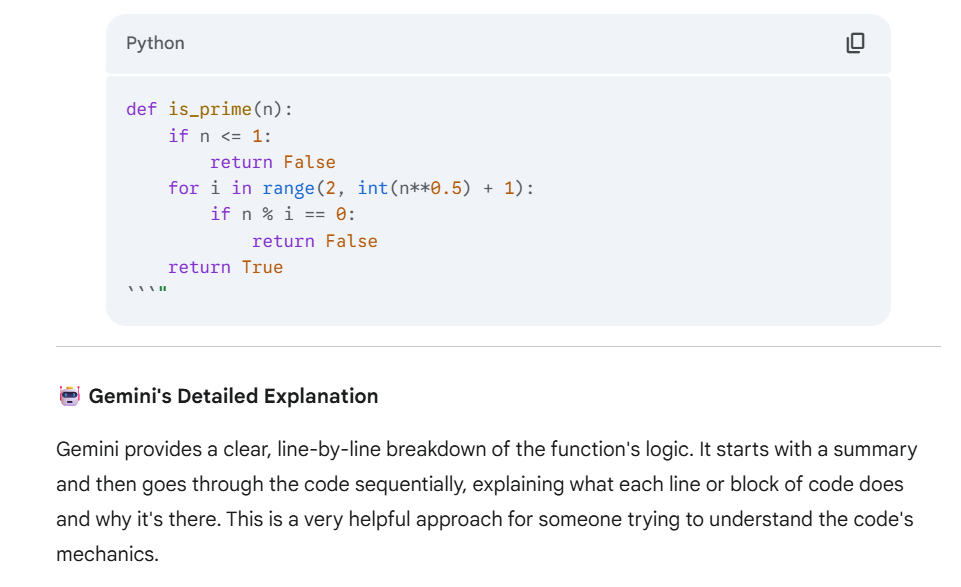 Python
def is_prime(n):
    if n <= 1:
        return False
    for i in range(2, int(n**0.5) + 1):
        if n % i == 0:
            return False
    return True
```"
Gemini's Detailed Explanation
Gemini provides a clear, line-by-line breakdown of the function's logic. It starts with a summary
and then goes through the code sequentially, explaining what each line or block of code does
and why it's there. This is a very helpful approach for someone trying to understand the code's
mechanics.